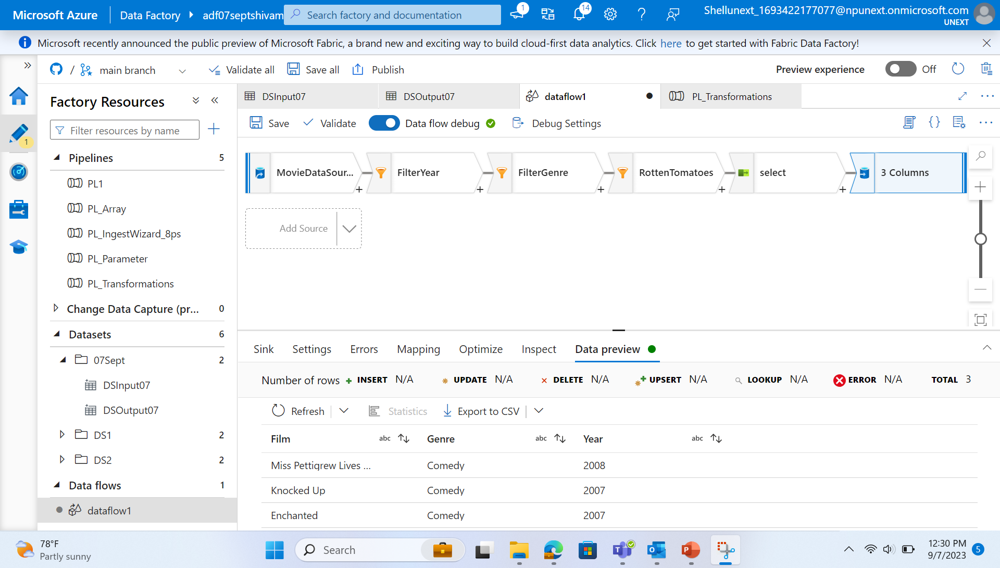 Microsoft Azure
Data Factory
adf07septshivam
Search factory and documentation
1
14
Shellunext_1693422177077@npunext.onmicrosoft.com
UNEXT
Microsoft recently announced the public preview of Microsoft Fabric, a brand new and exciting way to build cloud-first data analytics. Click here to get started with Fabric Data Factory!
/ main branch
Validate all
Save all
Publish
Preview experience
Off
Factory Resources
Filter resources by name
1
Pipelines 5
PL1
PL_Array
PL_IngestWizard_8ps
PL_Parameter
PL_Transformations
Change Data Capture (pr... 0
Datasets 6
07Sept 2
DSInput07
DSOutput07
DS1 2
DS2 2
Data flows 1
dataflow1
DSInput07
DSOutput07
dataflow1
PL_Transformations
Save
Validate
Data flow debug
Debug Settings
MovieDataSour...
FilterYear
FilterGenre
RottenTomatoes
select
3 Columns
Add Source
Sink
Settings
Errors
Mapping
Optimize
Inspect
Data preview
Number of rows
INSERT N/A
UPDATE N/A
DELETE N/A
UPSERT N/A
LOOKUP N/A
ERROR N/A
TOTAL 3
Refresh
Statistics
Export to CSV
Film abc
Genre abc
Year abc
Miss Pettigrew Lives ... Comedy 2008
Knocked Up Comedy 2007
Enchanted Comedy 2007
78°F
Partly sunny
Search
12:30 PM
9/7/2023
5